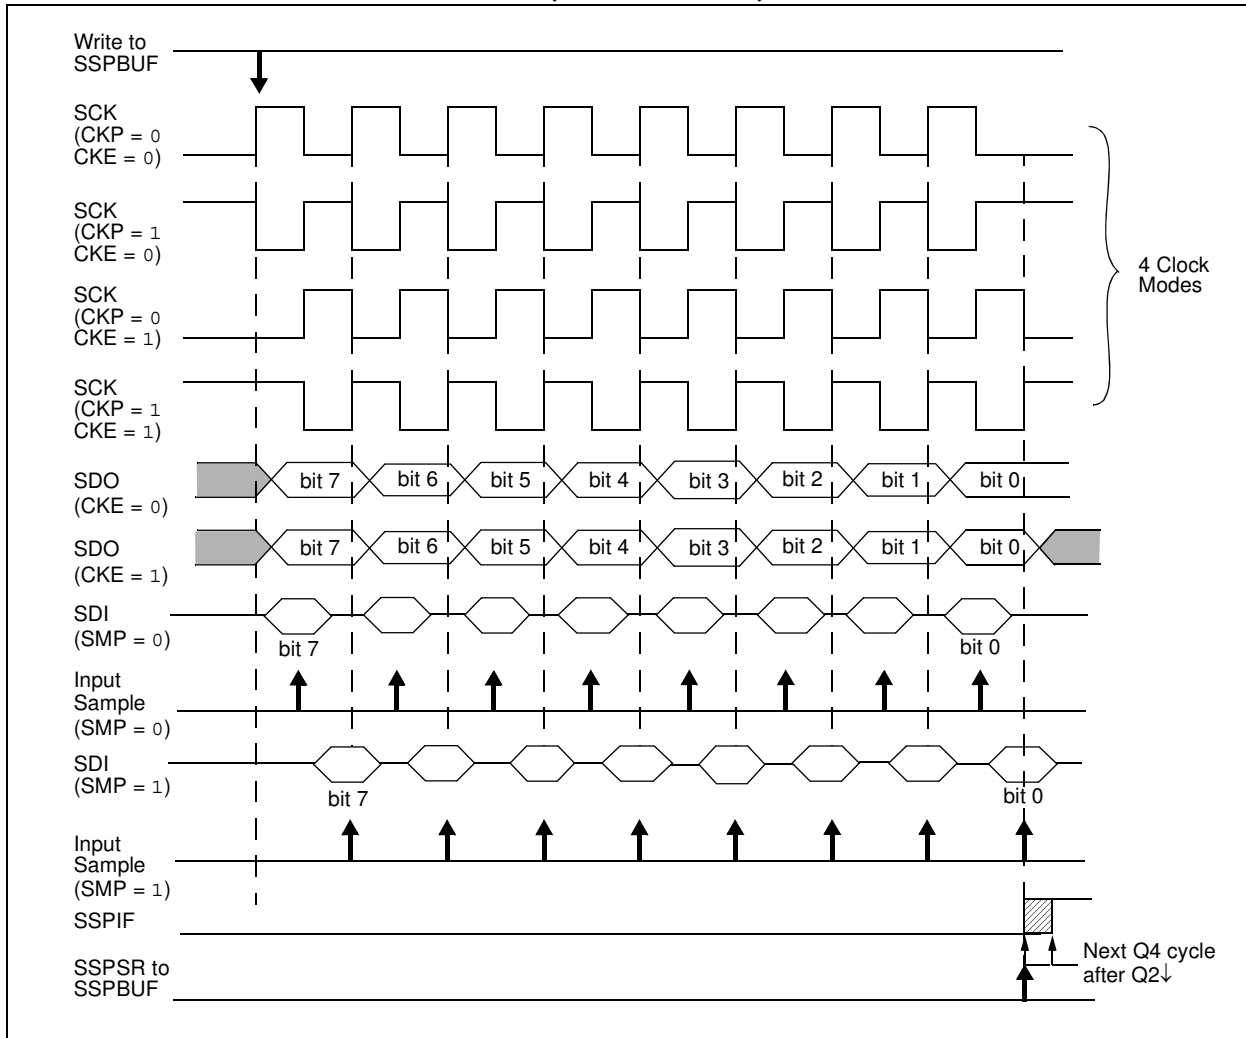 Write to
SSPBUF
SCK
(CKP = 0
CKE = 0)
SCK
(CKP = 1
CKE = 0)
SCK
(CKP = 0
CKE = 1)
SCK
(CKP = 1
CKE = 1)
4 Clock
Modes
SDO
(CKE = 0)
bit 7 bit 6 bit 5 bit 4 bit 3 bit 2 bit 1 bit 0
SDO
(CKE = 1)
bit 7 bit 6 bit 5 bit 4 bit 3 bit 2 bit 1 bit 0
SDI
(SMP = 0)
bit 7 bit 0
Input
Sample
(SMP = 0)
SDI
(SMP = 1)
bit 7 bit 0
Input
Sample
(SMP = 1)
SSPIF
Next Q4 cycle
after Q2↓
SSPSR to
SSPBUF